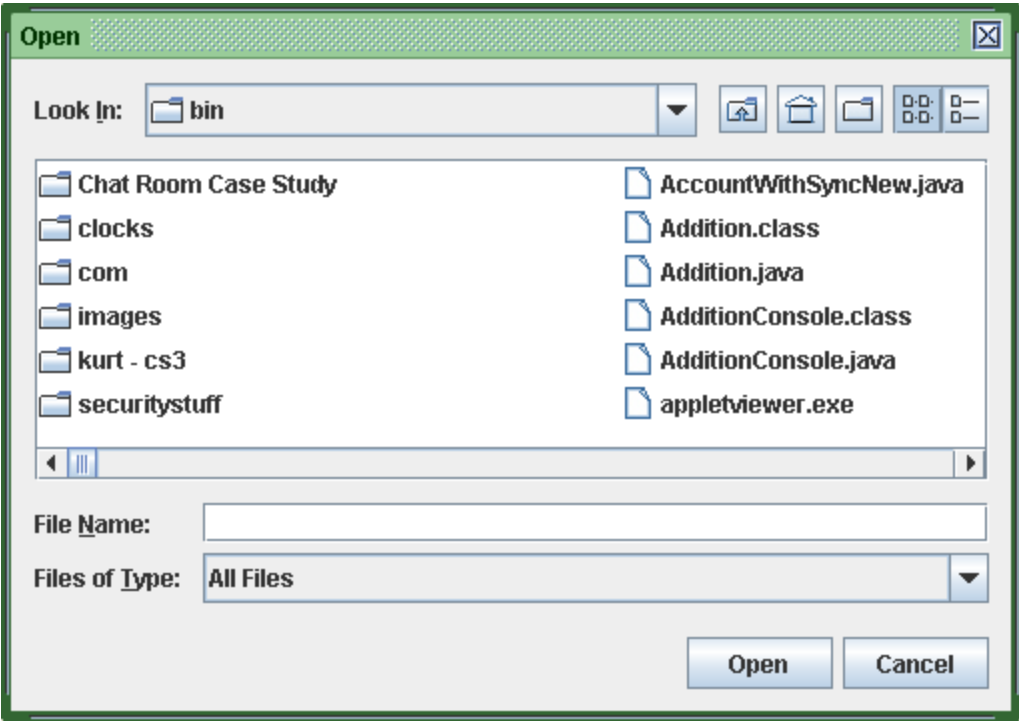 Open
Look In: bin
Chat Room Case Study
clocks
com
images
kurt - cs3
securitystuff
AccountWithSyncNew.java
Addition.class
Addition.java
AdditionConsole.class
AdditionConsole.java
appletviewer.exe
File Name:
Files of Type: All Files
Open Cancel